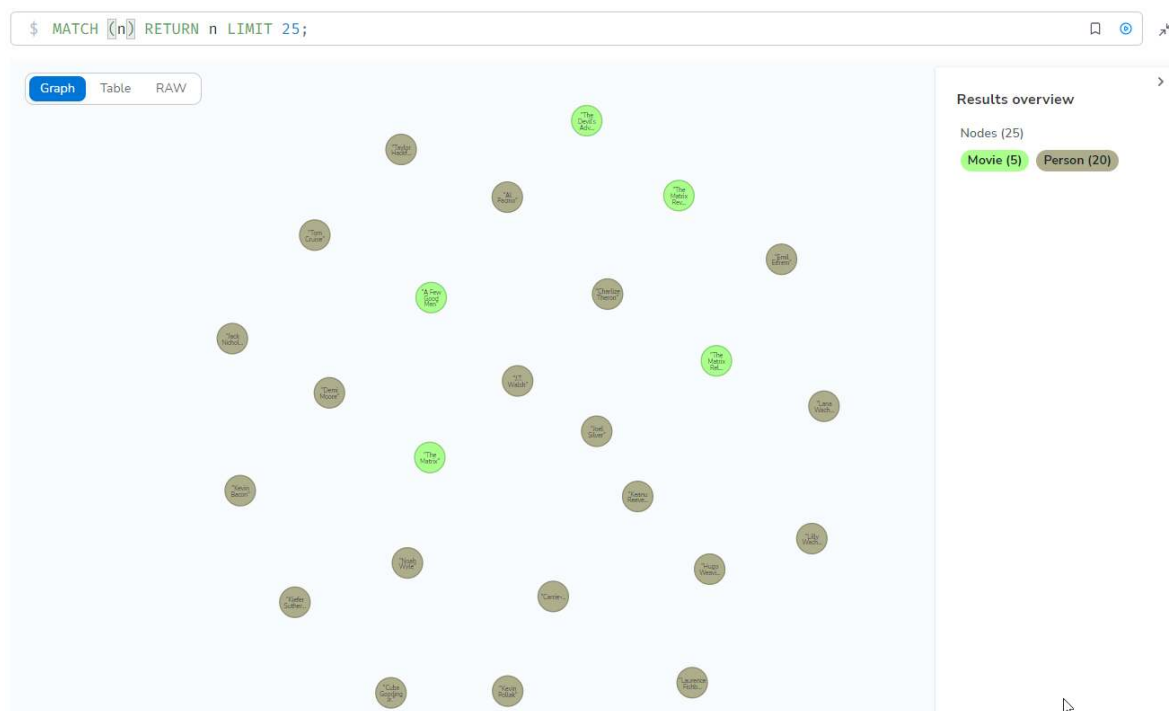 $ MATCH (n) RETURN n LIMIT 25;
Graph Table RAW
Results overview
Nodes (25)
Movie (5) Person (20)
"The
Devil's
Adv...
"Taylor
Hackf...
"Al
Pacino"
"The
Matrix
Rev...
"Tom
Cruise"
"Emil
Eifrem"
"A Few
Good
Men"
"Charlize
Theron"
"Jack
Nichol...
"The
Matrix
Rel...
"Demi
Moore"
"J.T.
Walsh"
"Lana
Wach...
"Joel
Silver"
"The
Matrix"
"Kevin
Bacon"
"Keanu
Reeve...
"Lilly
Wach...
"Noah
Wyle"
"Hugo
Weavi...
"Kiefer
Suther...
"Carrie-...
"Cuba
Gooding
Jr."
"Kevin
Pollak"
"Laurence
Fishb...